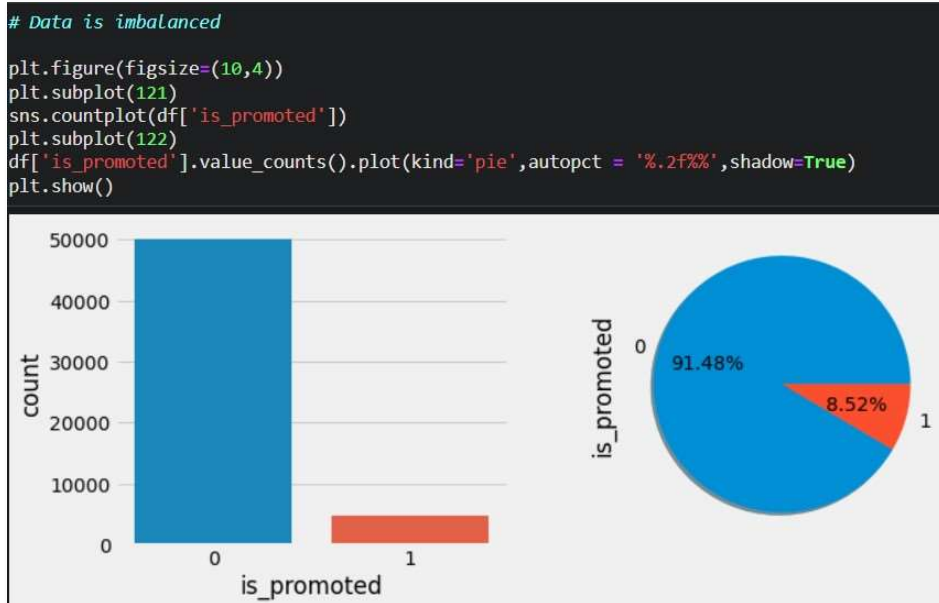 # Data is imbalanced
plt.figure(figsize=(10,4))
plt.subplot(121)
sns.countplot(df['is_promoted'])
plt.subplot(122)
df['is_promoted'].value_counts().plot(kind='pie',autopct = '%.2f%%',shadow=True)
plt.show()
50000
40000
30000
20000
10000
0
count
0 1
is_promoted
is_promoted
0
91.48%
8.52%
1